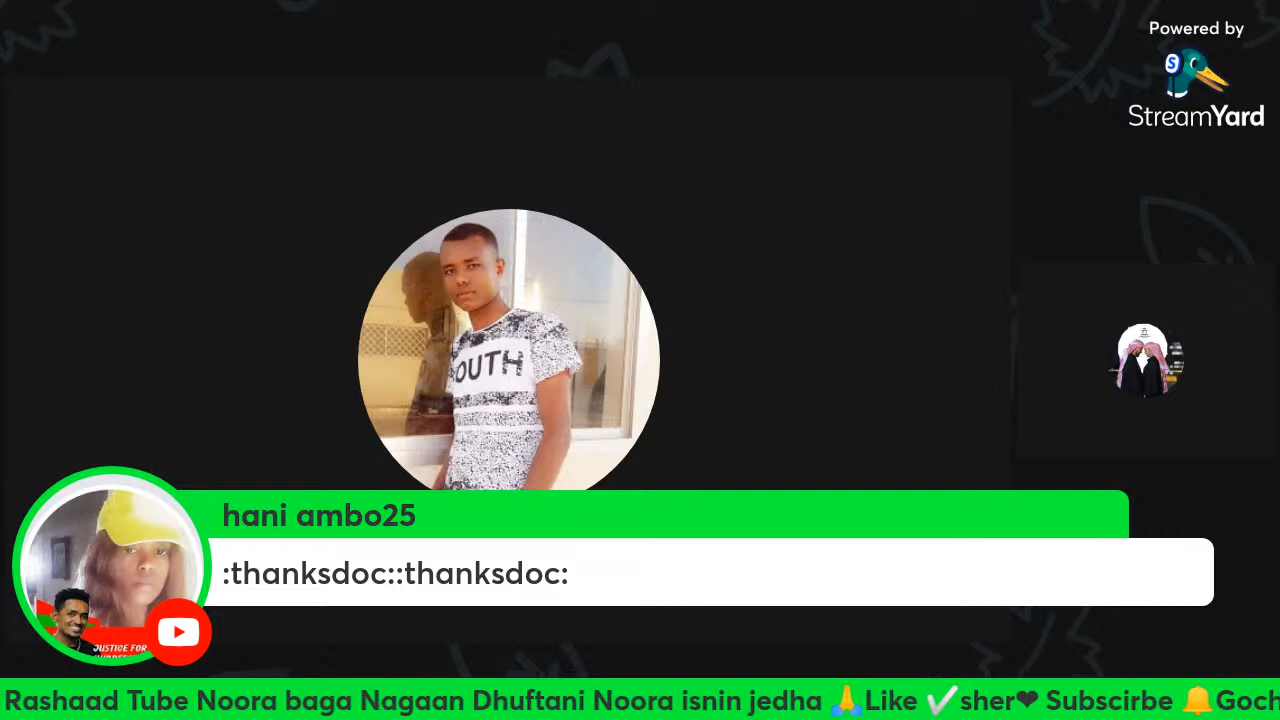 Powered by
S
StreamYard
OUTH
hani ambo25
:thanksdoc::thanksdoc:
JUSTICE FOR
Rashaad Tube Noora baga Nagaan Dhuftani Noora isnin jedha 🙏Like ✔️sher❤ Subscirbe 🔔Goch